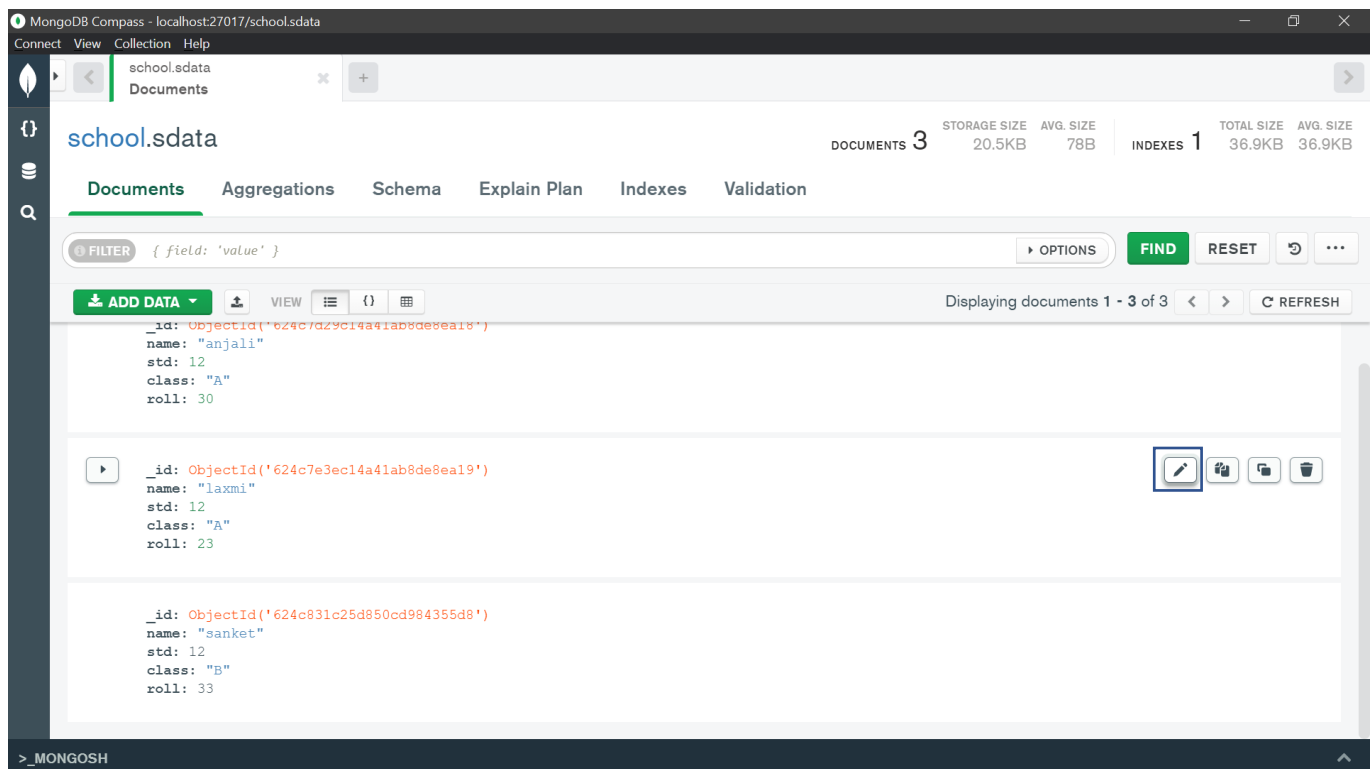 MongoDB Compass - localhost:27017/school.sdata
Connect View Collection Help
school.sdata
Documents
school.sdata
DOCUMENTS 3 STORAGE SIZE 20.5KB AVG. SIZE 78B INDEXES 1 TOTAL SIZE 36.9KB AVG. SIZE 36.9KB
Documents Aggregations Schema Explain Plan Indexes Validation
FILTER { field: 'value' } OPTIONS FIND RESET ...
ADD DATA VIEW {} Displaying documents 1 - 3 of 3 < > REFRESH
_id: ObjectId('624c7d29c14a41ab8de8ea18')
name: "anjali"
std: 12
class: "A"
roll: 30
_id: ObjectId('624c7e3ec14a41ab8de8ea19')
name: "laxmi"
std: 12
class: "A"
roll: 23
_id: ObjectId('624c831c25d850cd984355d8')
name: "sanket"
std: 12
class: "B"
roll: 33
>_MONGOSH